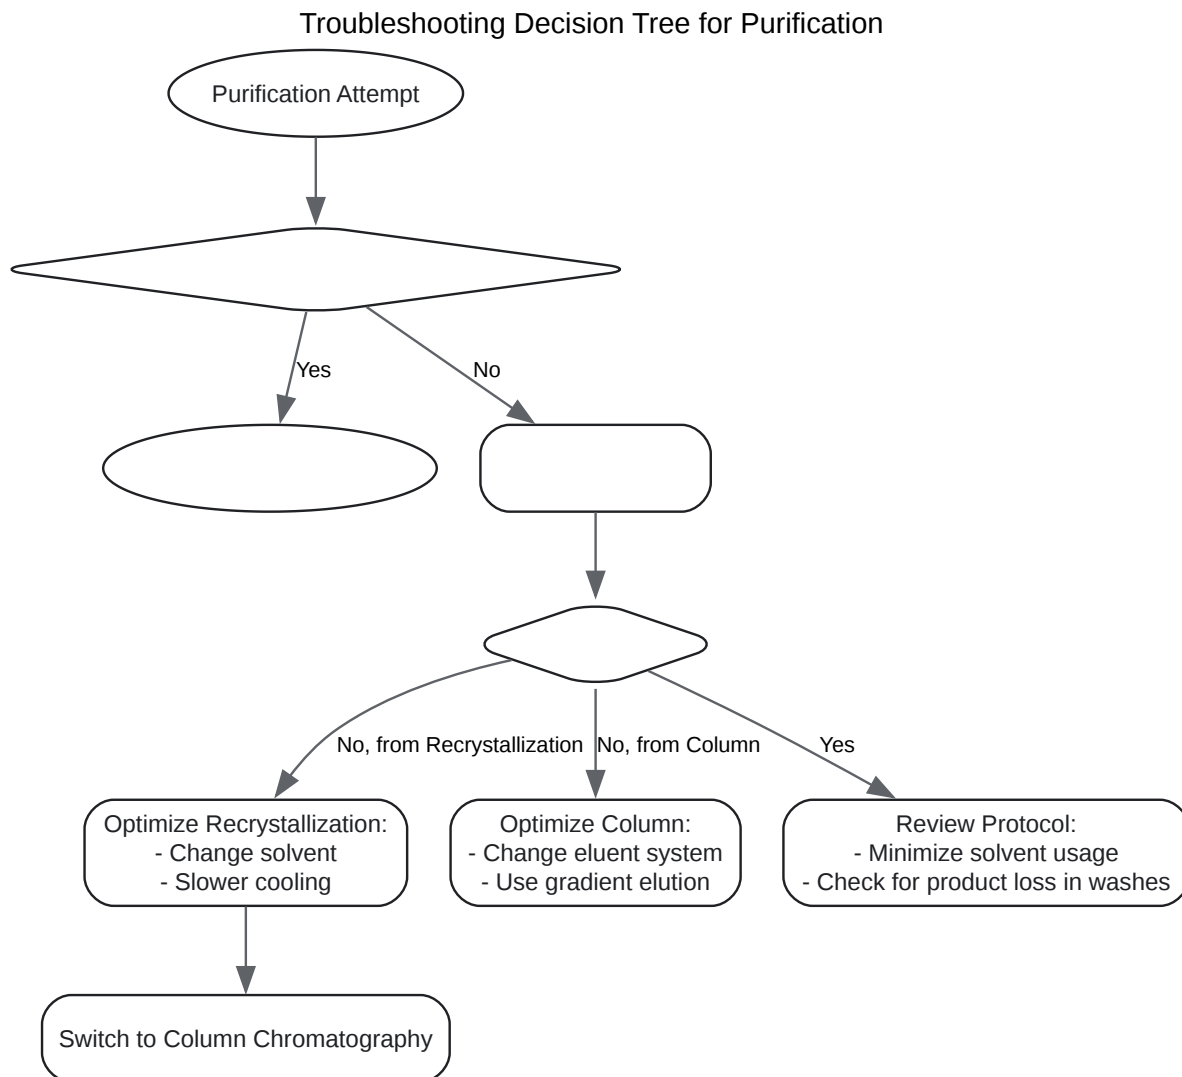 Troubleshooting Decision Tree for Purification
Purification Attempt
Yes
No
No, from Recrystallization
No, from Column
Yes
Optimize Recrystallization:
- Change solvent
- Slower cooling
Optimize Column:
- Change eluent system
- Use gradient elution
Review Protocol:
- Minimize solvent usage
- Check for product loss in washes
Switch to Column Chromatography